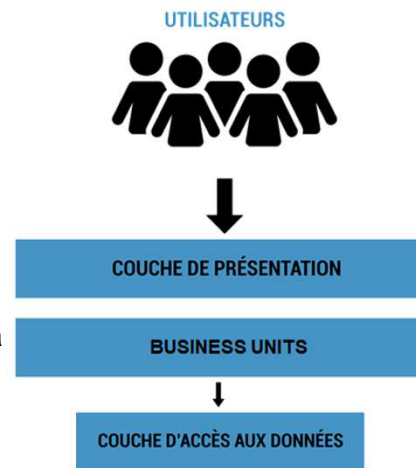 UTILISATEURS
COUCHE DE PRÉSENTATION
BUSINESS UNITS
COUCHE D'ACCÈS AUX DONNÉES